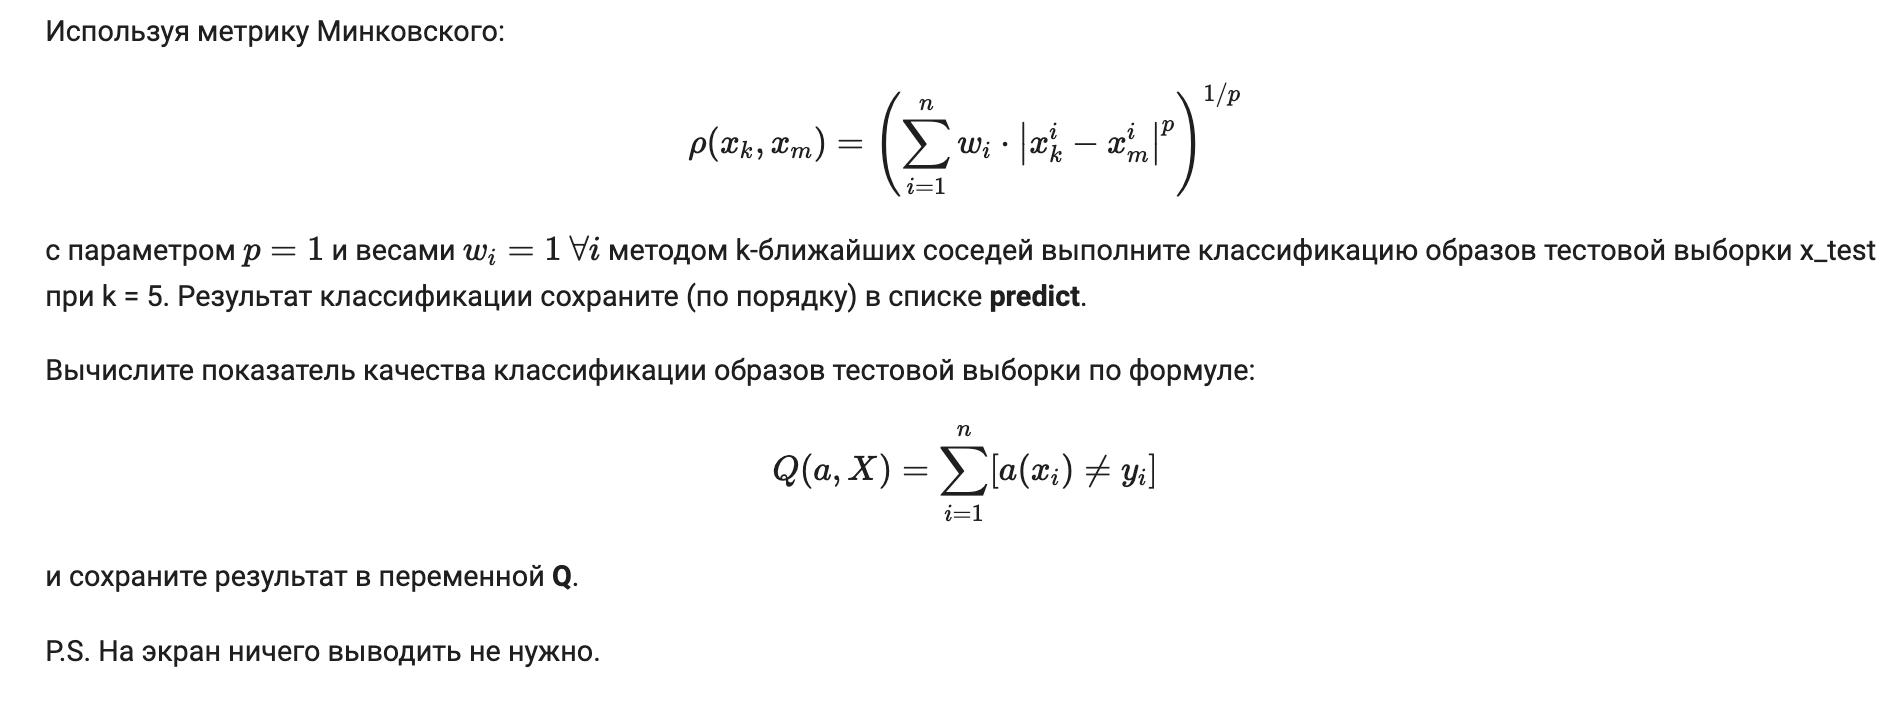 Используя метрику Минковского:
$$\rho(x_k, x_m) = \left( \sum_{i=1}^{n} w_i \cdot \left| x_k^i - x_m^i \right|^p \right)^{1/p}$$
с параметром $p = 1$ и весами $w_i = 1 \, \forall i$ методом k-ближайших соседей выполните классификацию образов тестовой выборки x_test
при k = 5. Результат классификации сохраните (по порядку) в списке predict.
Вычислите показатель качества классификации образов тестовой выборки по формуле:
$$Q(a, X) = \sum_{i=1}^{n} [a(x_i) \neq y_i]$$
и сохраните результат в переменной Q.
P.S. На экран ничего выводить не нужно.